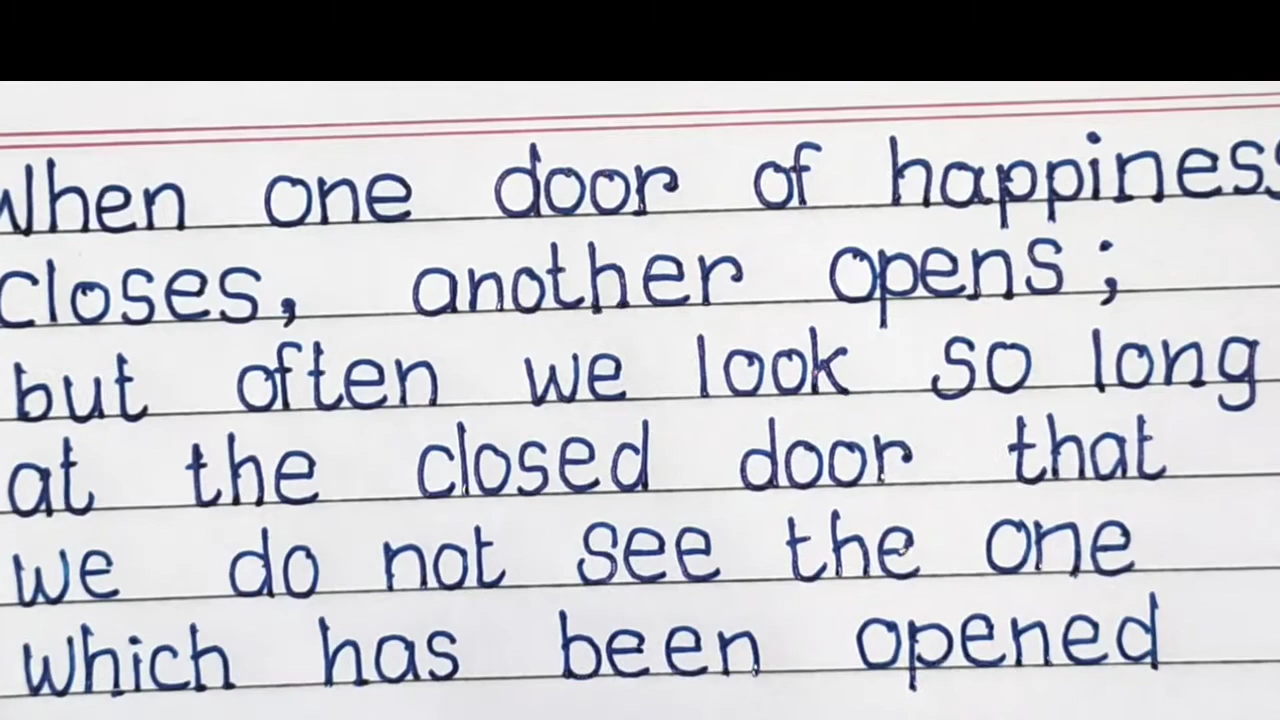 When one door of happiness
closes, another opens;
but often we look so long
at the closed door that
we do not see the one
which has been opened